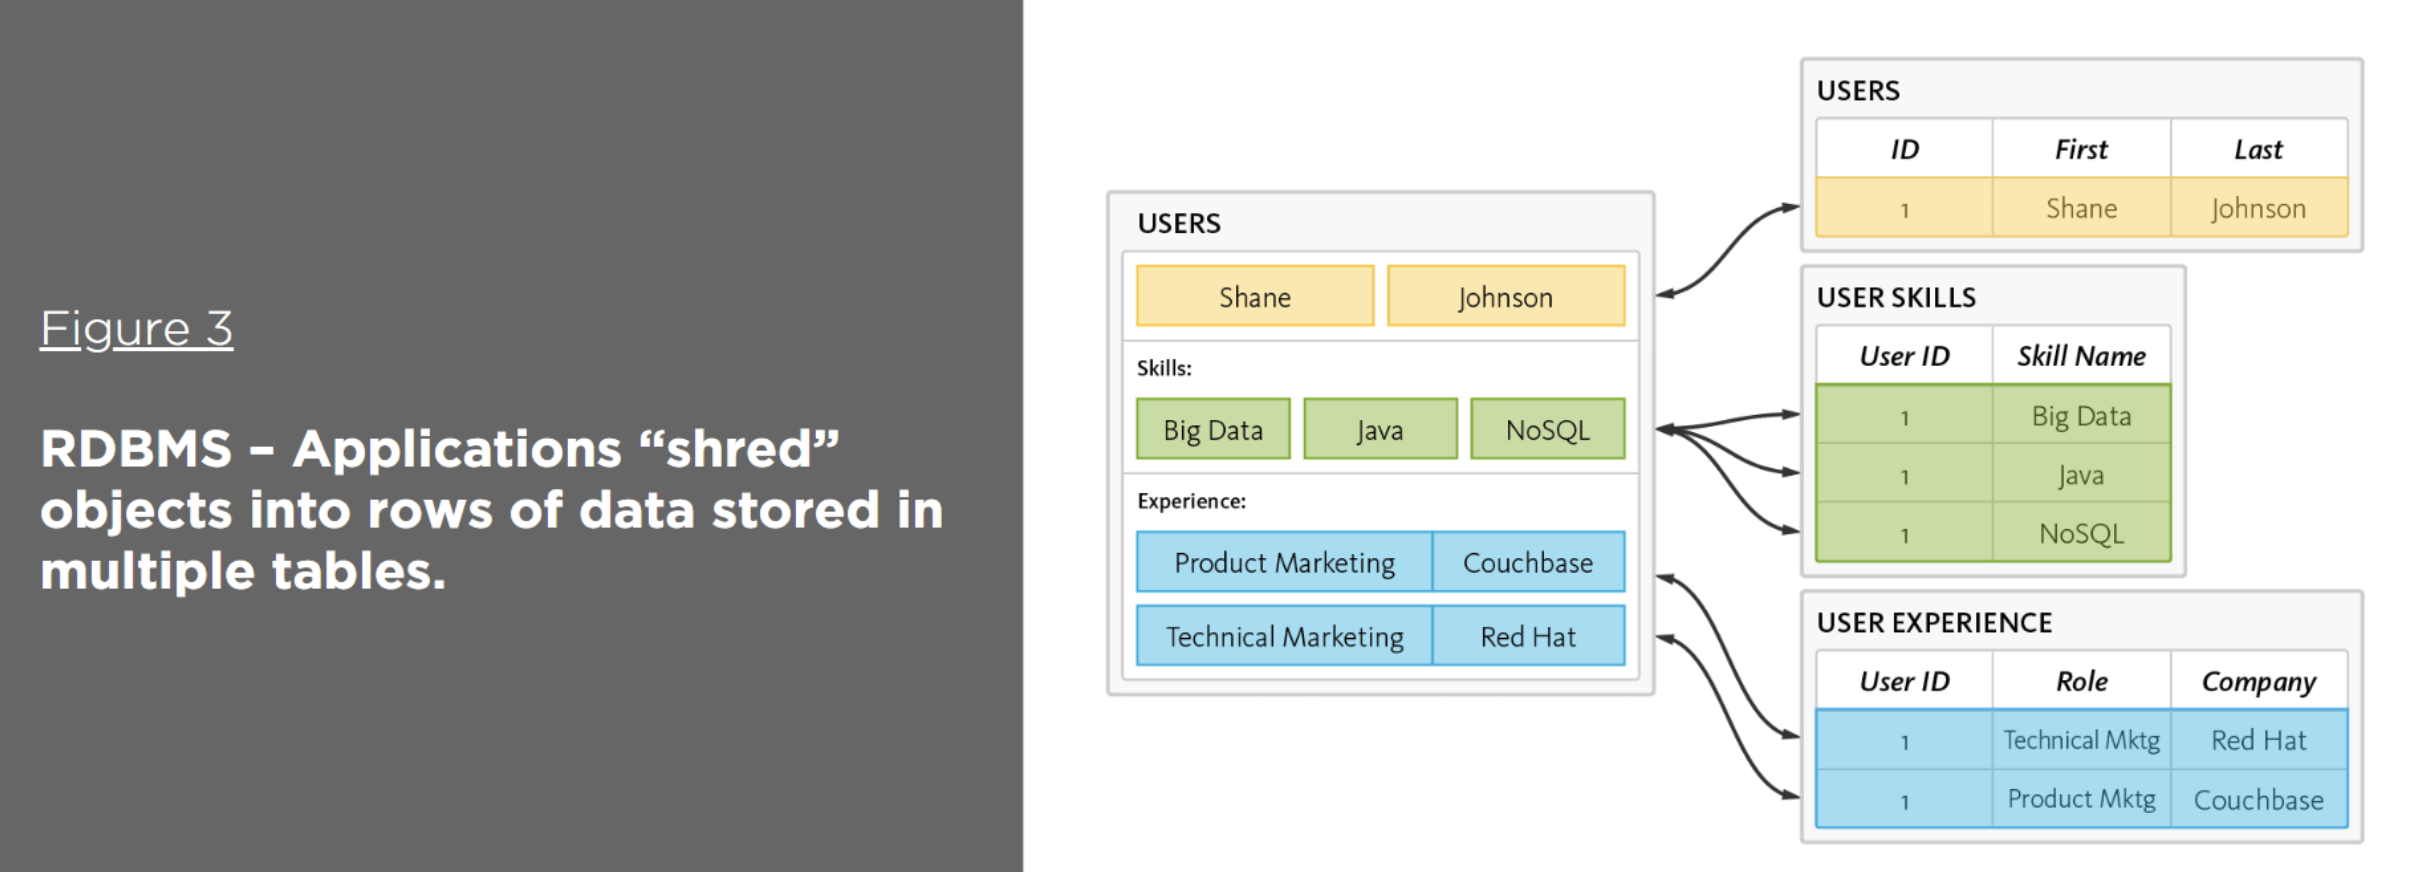 Figure 3
RDBMS – Applications “shred”
objects into rows of data stored in
multiple tables.
USERS
Shane Johnson
Skills:
Big Data Java NoSQL
Experience:
Product Marketing Couchbase
Technical Marketing Red Hat
USERS
ID First Last
1 Shane Johnson
USER SKILLS
User ID Skill Name
1 Big Data
1 Java
1 NoSQL
USER EXPERIENCE
User ID Role Company
1 Technical Mktg Red Hat
1 Product Mktg Couchbase